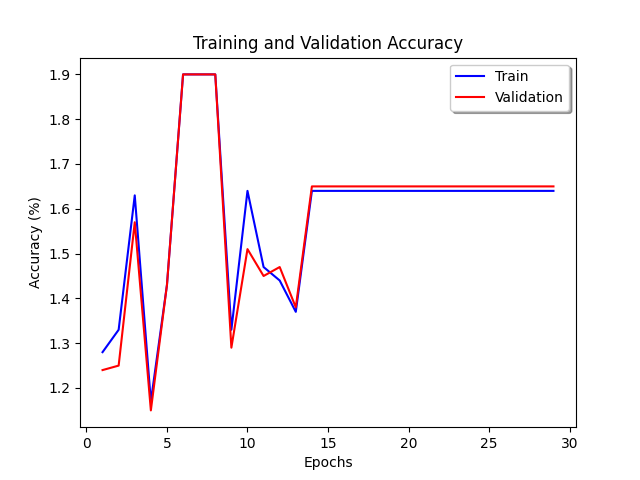 Training and Validation Accuracy
Train
Validation
Accuracy (%)
1.9
1.8
1.7
1.6
1.5
1.4
1.3
1.2
0 5 10 15 20 25 30
Epochs